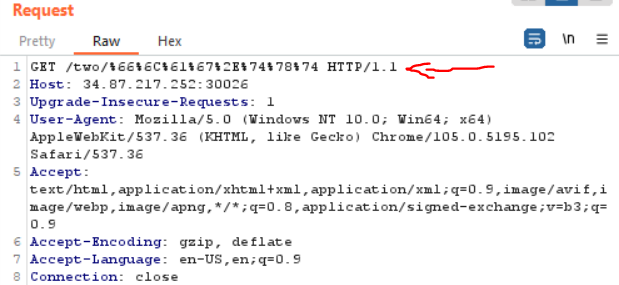 Request
Pretty Raw Hex \n
1 GET /two/%66%6C%61%67%2E%74%78%74 HTTP/1.1
2 Host: 34.87.217.252:30026
3 Upgrade-Insecure-Requests: 1
4 User-Agent: Mozilla/5.0 (Windows NT 10.0; Win64; x64)
AppleWebKit/537.36 (KHTML, like Gecko) Chrome/105.0.5195.102
Safari/537.36
5 Accept:
text/html,application/xhtml+xml,application/xml;q=0.9,image/avif,i
mage/webp,image/apng,*/*;q=0.8,application/signed-exchange;v=b3;q=
0.9
6 Accept-Encoding: gzip, deflate
7 Accept-Language: en-US,en;q=0.9
8 Connection: close